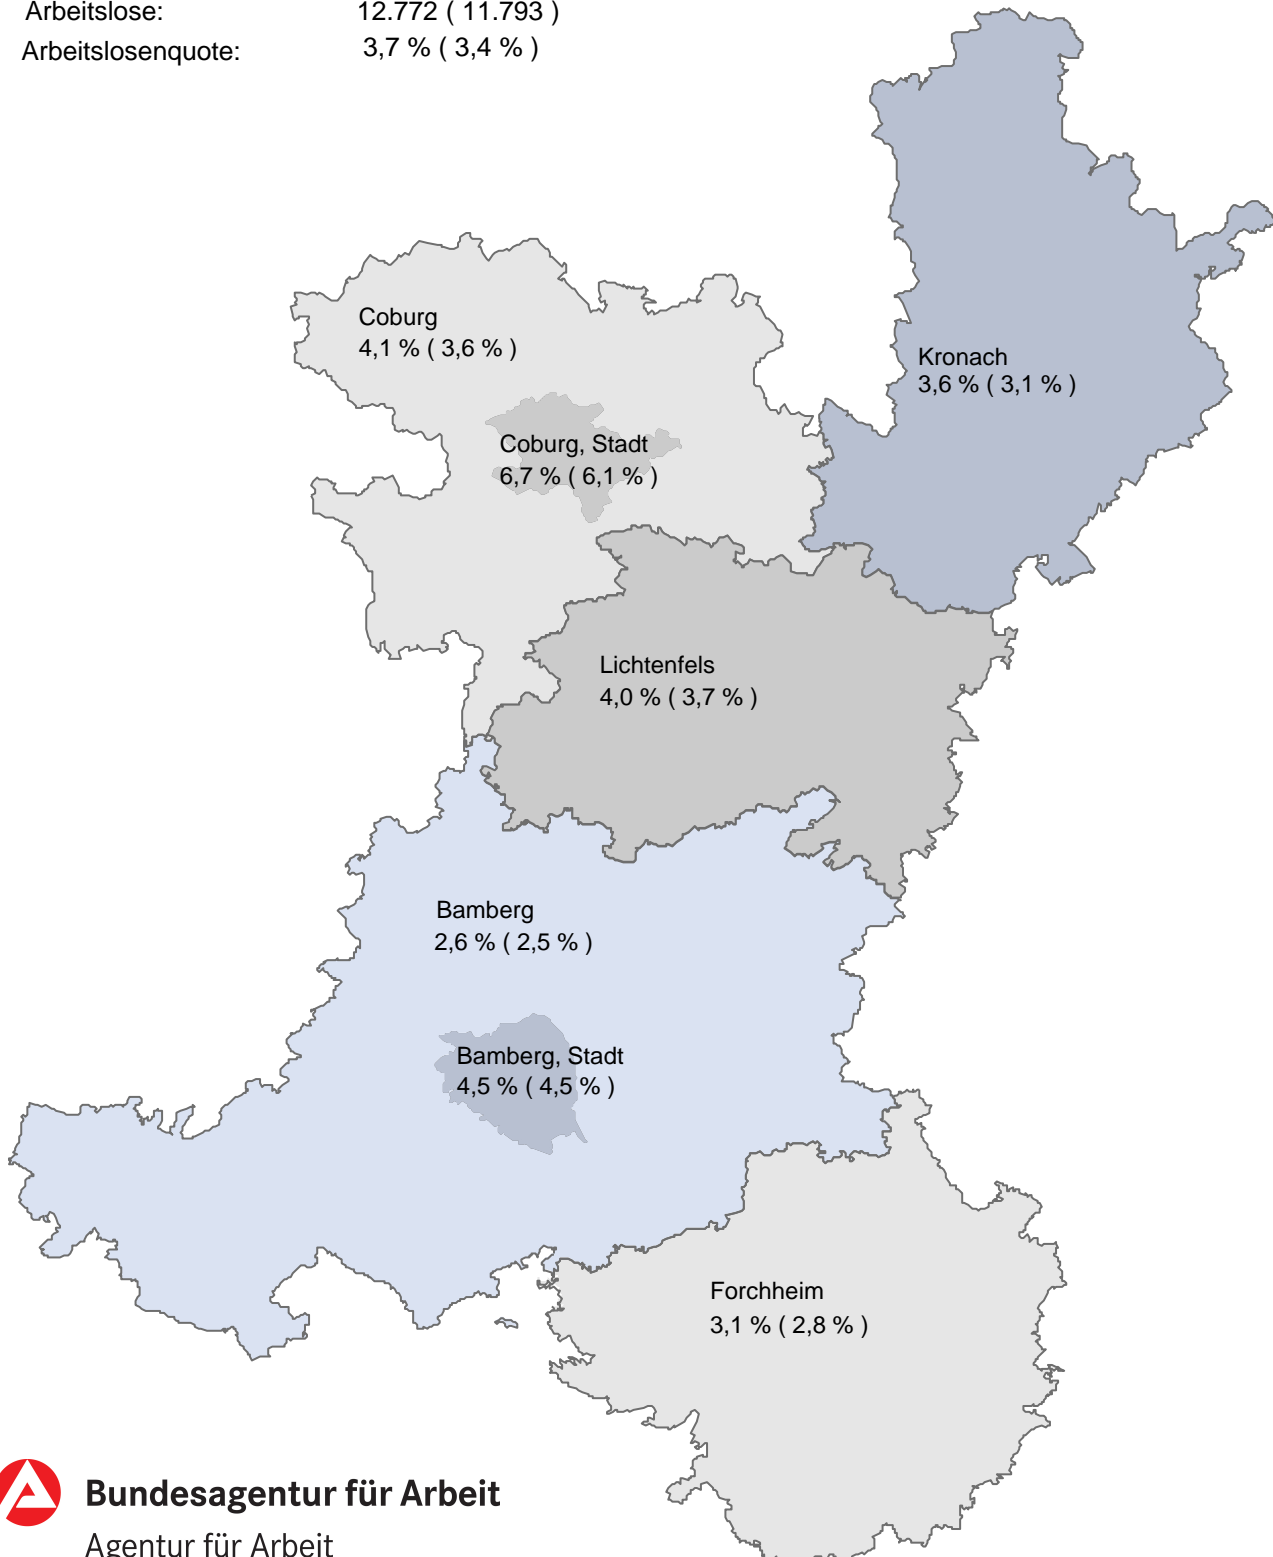 Arbeitslose: 12.772 ( 11.793 )
Arbeitslosenquote: 3,7 % ( 3,4 % )
Coburg
4,1 % ( 3,6 % )
Kronach
3,6 % ( 3,1 % )
Coburg, Stadt
6,7 % ( 6,1 % )
Lichtenfels
4,0 % ( 3,7 % )
Bamberg
2,6 % ( 2,5 % )
Bamberg, Stadt
4,5 % ( 4,5 % )
Forchheim
3,1 % ( 2,8 % )
Bundesagentur für Arbeit
Agentur für Arbeit